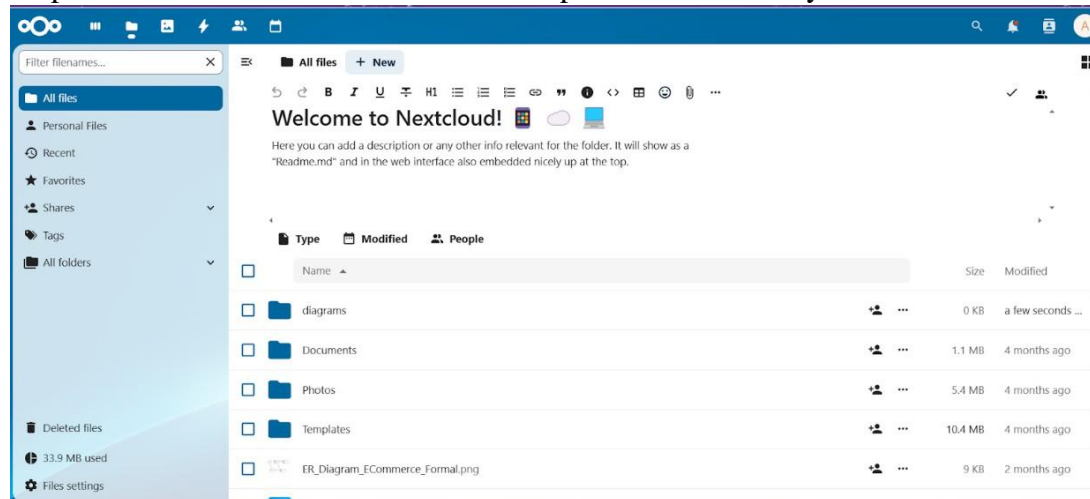 A
Filter filenames...
All files
+ New
All files
Personal Files
Recent
Favorites
Shares
Tags
All folders
B I U T H1
Welcome to Nextcloud!
Here you can add a description or any other info relevant for the folder. It will show as a
"Readme.md" and in the web interface also embedded nicely up at the top.
Type Modified People
Name Size Modified
diagrams 0 KB a few seconds ...
Documents 1.1 MB 4 months ago
Photos 5.4 MB 4 months ago
Templates 10.4 MB 4 months ago
ER_Diagram_ECommerce_Formal.png 9 KB 2 months ago
Deleted files
33.9 MB used
Files settings